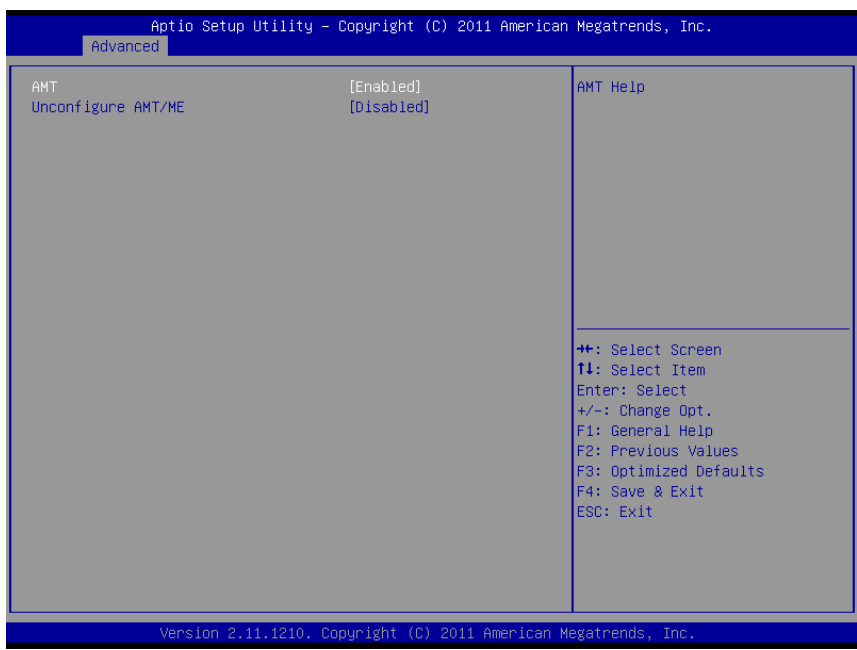 Aptio Setup Utility – Copyright (C) 2011 American Megatrends, Inc.
Advanced
AMT [Enabled]
Unconfigure AMT/ME [Disabled]
AMT Help
→←: Select Screen
↑↓: Select Item
Enter: Select
+/-: Change Opt.
F1: General Help
F2: Previous Values
F3: Optimized Defaults
F4: Save & Exit
ESC: Exit
Version 2.11.1210. Copyright (C) 2011 American Megatrends, Inc.